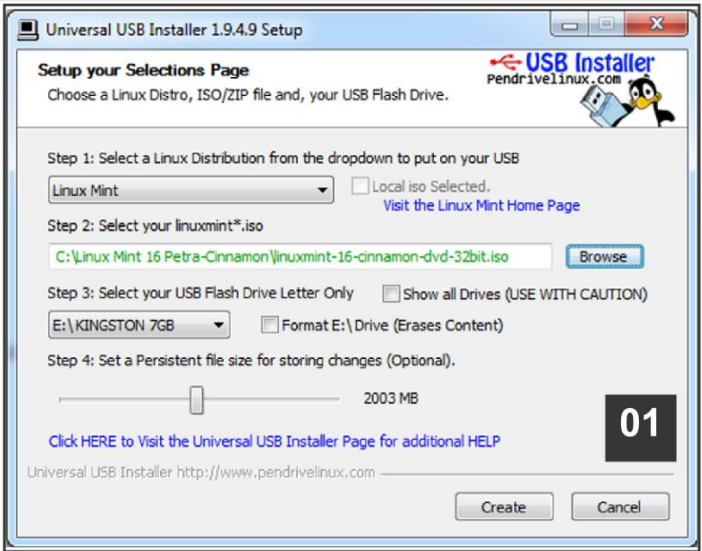 Universal USB Installer 1.9.4.9 Setup
USB Installer
Setup your Selections Page
Pendrivelinux.com
Choose a Linux Distro, ISO/ZIP file and, your USB Flash Drive.
Step 1: Select a Linux Distribution from the dropdown to put on your USB
Linux Mint
Local iso Selected.
Visit the Linux Mint Home Page
Step 2: Select your linuxmint*.iso
C:\Linux Mint 16 Petra-Cinnamon\linuxmint-16-cinnamon-dvd-32bit.iso
Browse
Step 3: Select your USB Flash Drive Letter Only
Show all Drives (USE WITH CAUTION)
E:\KINGSTON 7GB
Format E:\ Drive (Erases Content)
Step 4: Set a Persistent file size for storing changes (Optional).
2003 MB
01
Click HERE to Visit the Universal USB Installer Page for additional HELP
Universal USB Installer http://www.pendrivelinux.com
Create
Cancel